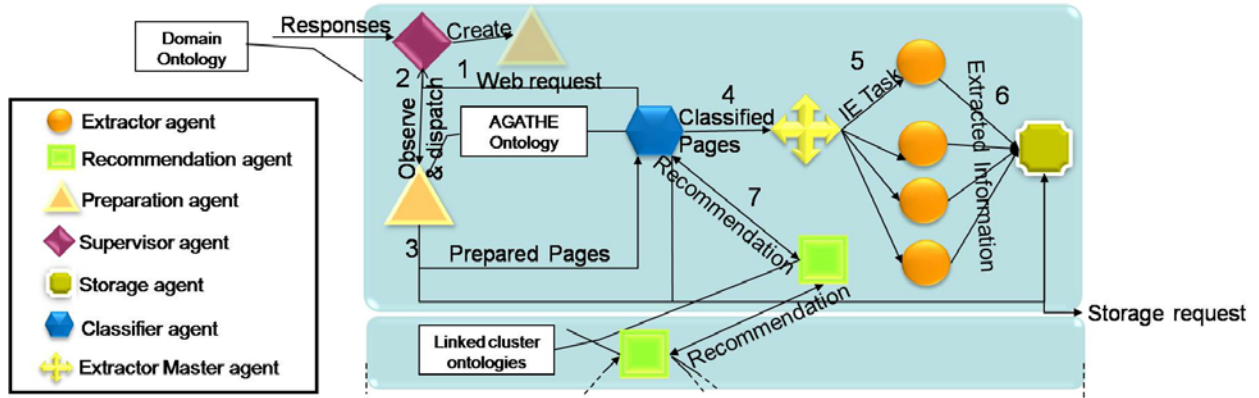 Responses
Create
Domain
Ontology
2
1
Web request
Observe
& dispatch
AGATHE
Ontology
4
Classified
Pages
5
IE Task
6
Extracted Information
7
Recommendation
3
Prepared Pages
Storage request
Linked cluster
ontologies
Recommendation
Extractor agent
Recommendation agent
Preparation agent
Supervisor agent
Storage agent
Classifier agent
Extractor Master agent